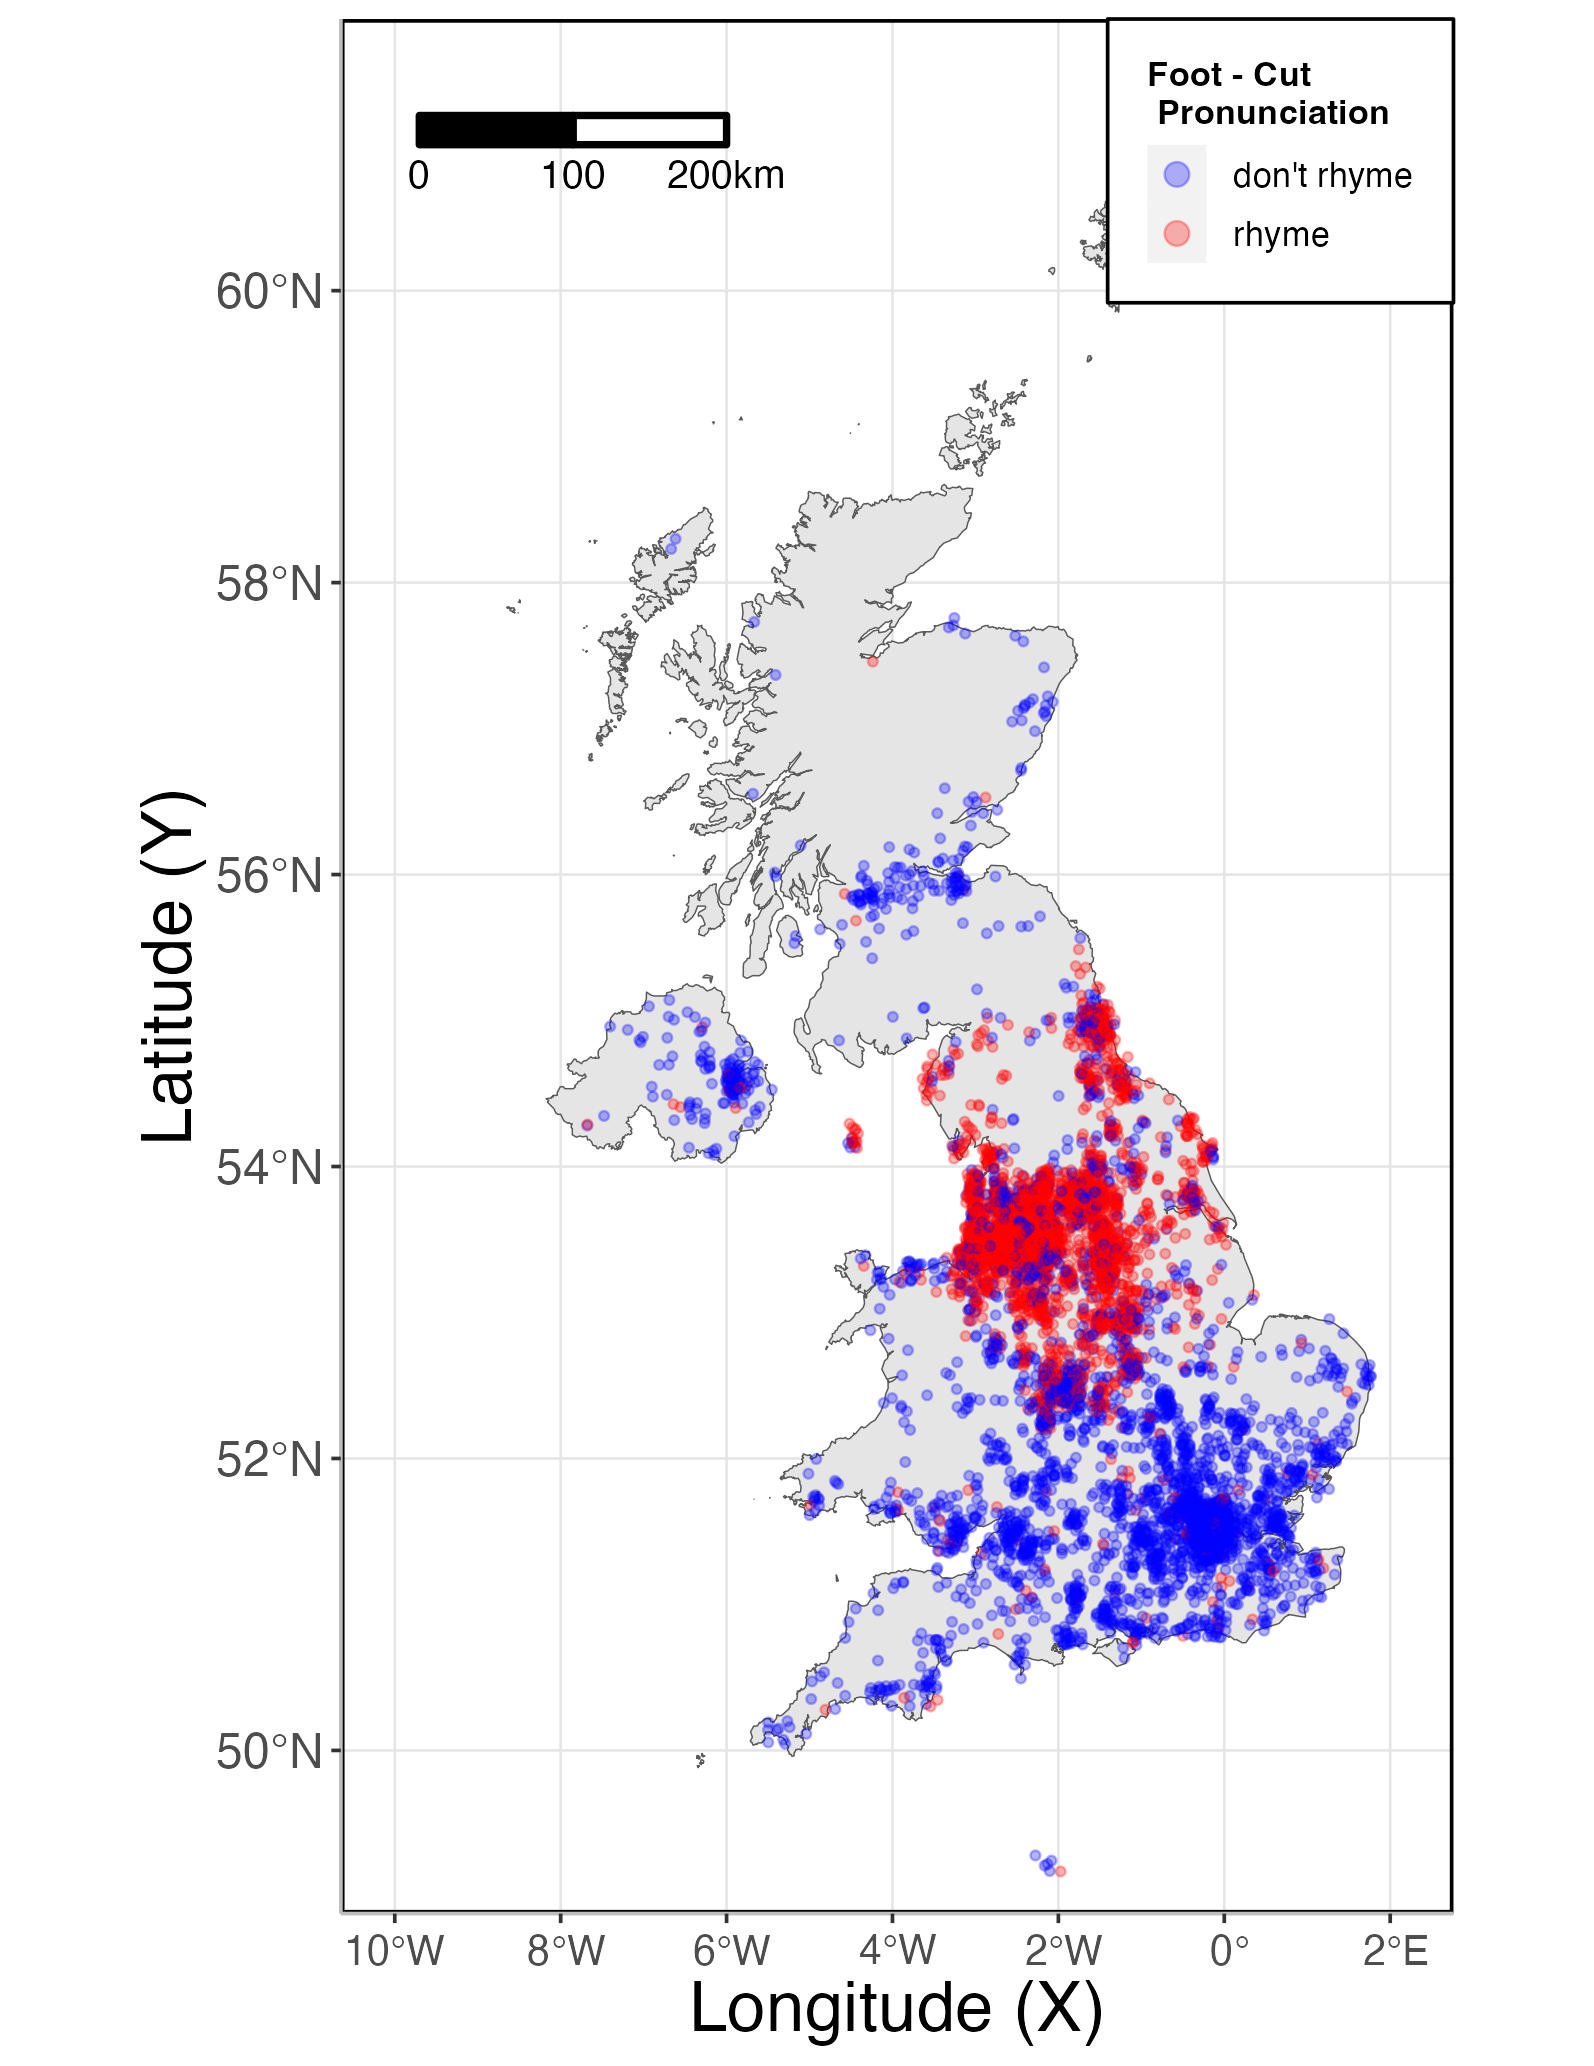 Foot - Cut
Pronunciation
don't rhyme
rhyme
0 100 200km
60°N
58°N
56°N
54°N
52°N
50°N
Latitude (Y)
10°W 8°W 6°W 4°W 2°W 0° 2°E
Longitude (X)